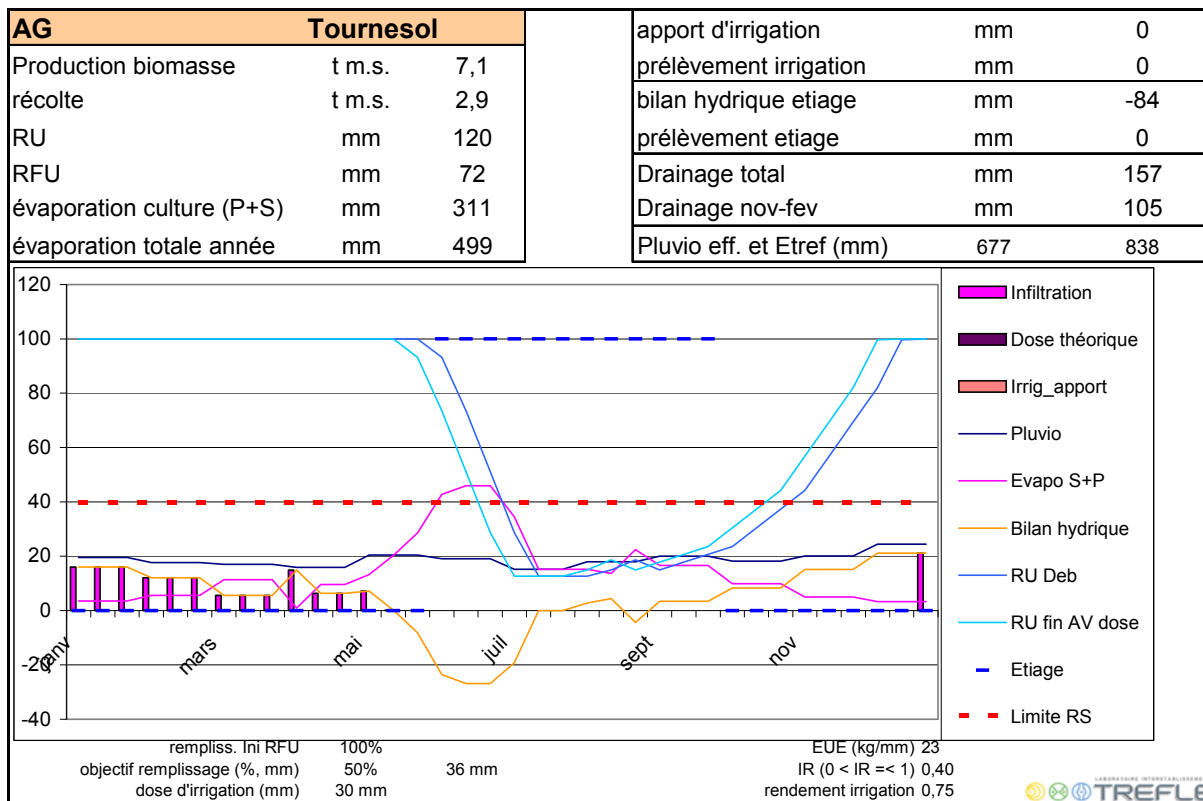 AG Tournesol
Production biomasse t m.s. 7,1
récolte t m.s. 2,9
RU mm 120
RFU mm 72
évaporation culture (P+S) mm 311
évaporation totale année mm 499
apport d'irrigation mm 0
prélèvement irrigation mm 0
bilan hydrique etiage mm -84
prélèvement etiage mm 0
Drainage total mm 157
Drainage nov-fev mm 105
Pluvio eff. et Etref (mm) 677 838
120
100
80
60
40
20
0
-20
-40
janv
mars
mai
juil
sept
nov
Infiltration
Dose théorique
Irrig_apport
Pluvio
Evapo S+P
Bilan hydrique
RU Deb
RU fin AV dose
Etiage
Limite RS
rempliss. Ini RFU 100%
objectif remplissage (%, mm) 50% 36 mm
dose d'irrigation (mm) 30 mm
EUE (kg/mm) 23
IR (0 < IR =< 1) 0,40
rendement irrigation 0,75
LABORATOIRE INTERETABLISSEME
TREFLE